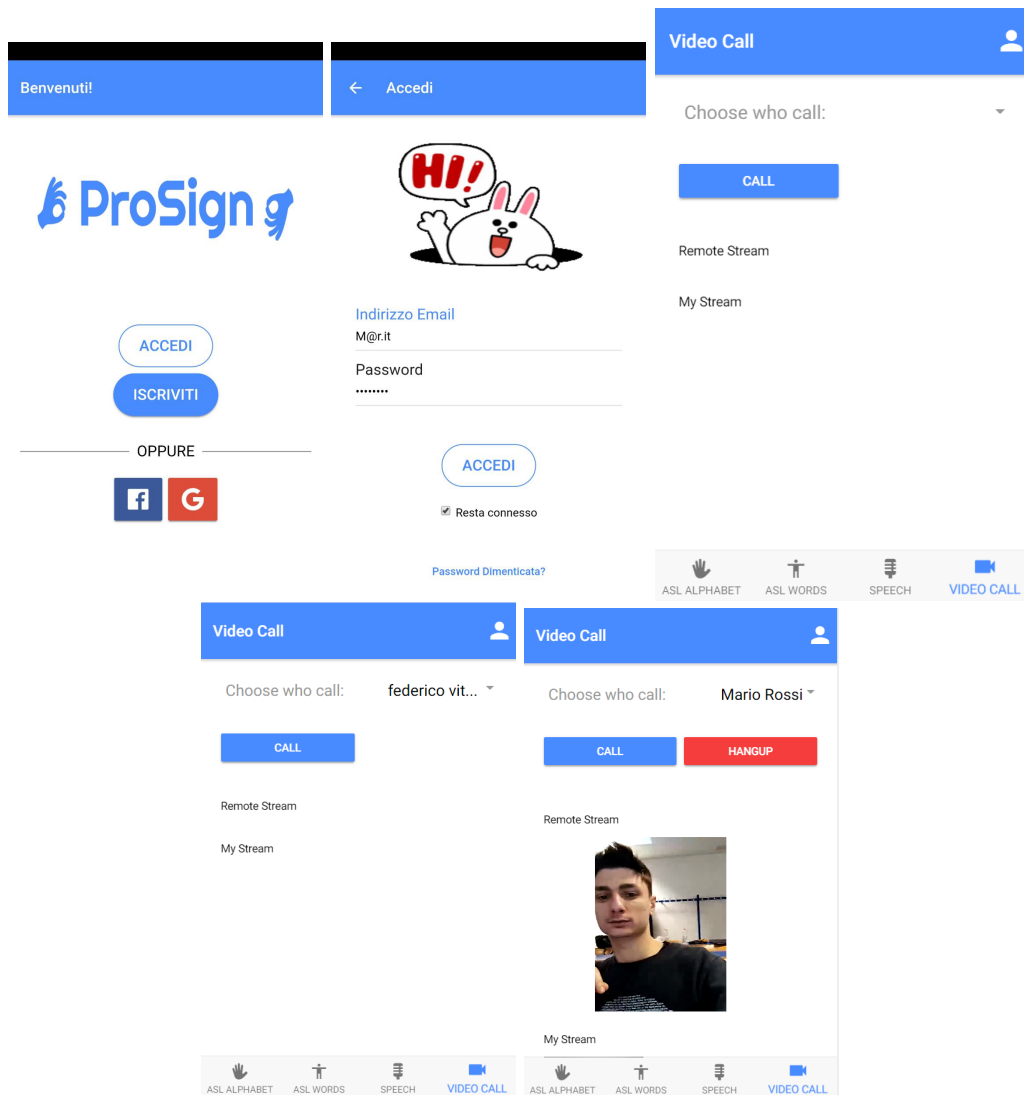 Benvenuti!
ProSign
ACCEDI
ISCRIVITI
OPPURE
f
G
Accedi
HI!!
Indirizzo Email
M@r.it
Password
••••••••
ACCEDI
Resta connesso
Password Dimenticata?
Video Call
Choose who call:
CALL
Remote Stream
My Stream
ASL ALPHABET ASL WORDS SPEECH VIDEO CALL
Video Call
Choose who call: federico vit...
CALL
Remote Stream
My Stream
ASL ALPHABET ASL WORDS SPEECH VIDEO CALL
Video Call
Choose who call: Mario Rossi
CALL HANGUP
Remote Stream
My Stream
ASL ALPHABET ASL WORDS SPEECH VIDEO CALL